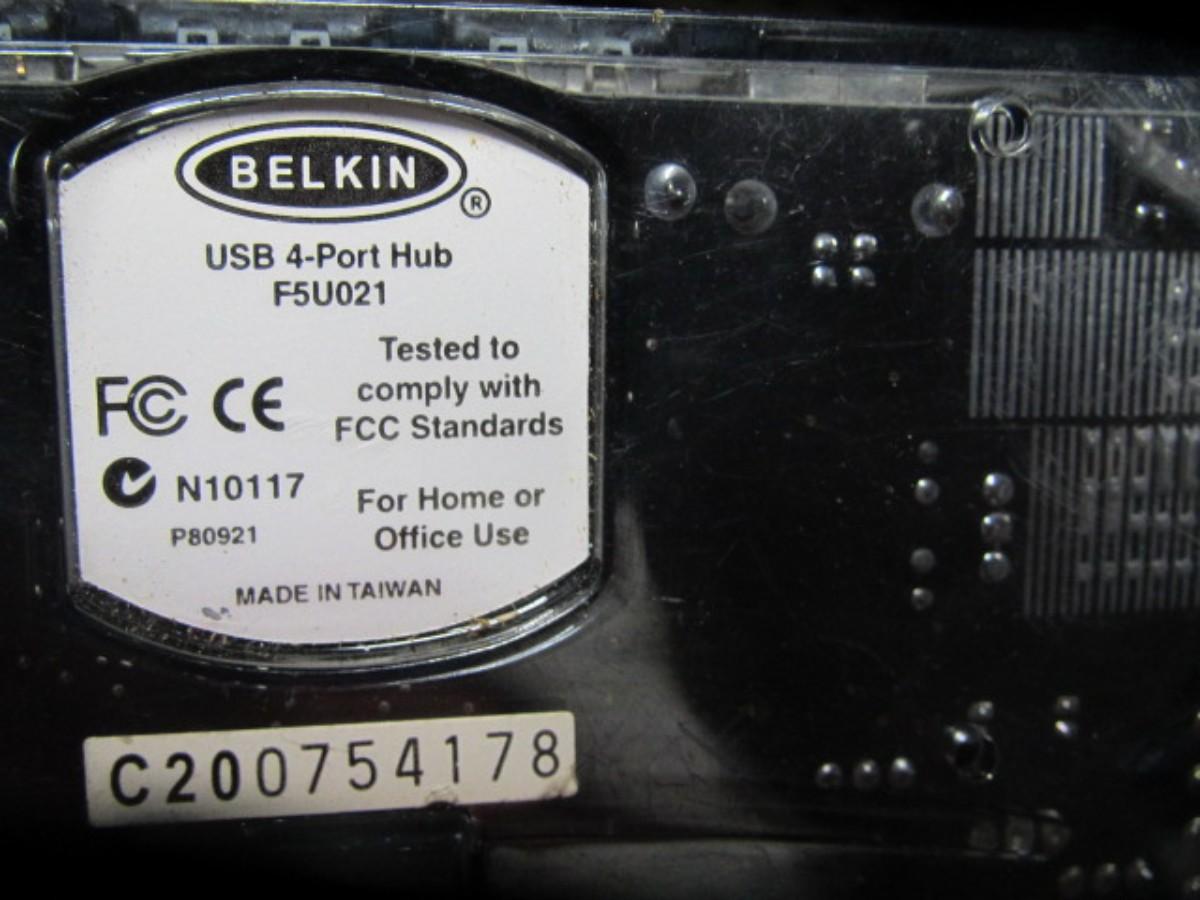 BELKIN
®
USB 4-Port Hub
F5U021
Tested to
comply with
FCC Standards
FC CE
N10117
P80921
For Home or
Office Use
MADE IN TAIWAN
C200754178